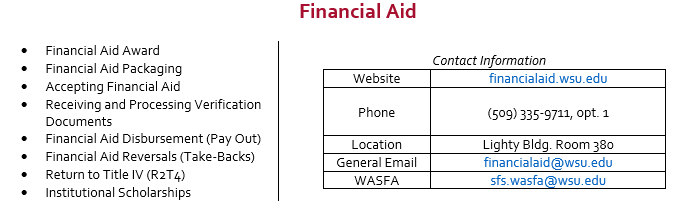 Financial Aid
• Financial Aid Award
• Financial Aid Packaging
• Accepting Financial Aid
• Receiving and Processing Verification
Documents
• Financial Aid Disbursement (Pay Out)
• Financial Aid Reversals (Take-Backs)
• Return to Title IV (R2T4)
• Institutional Scholarships
Contact Information
Website financialaid.wsu.edu
Phone (509) 335-9711, opt. 1
Location Lighty Bldg. Room 380
General Email financialaid@wsu.edu
WASFA sfs.wasfa@wsu.edu